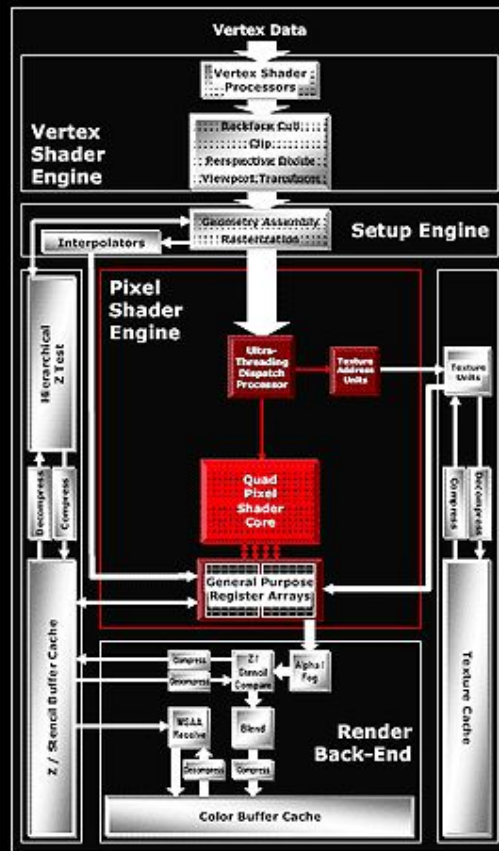 Vertex Data
Vertex Shader
Processors
Vertex
Shader
Engine
Backface Cull
Clip
Perspective Divide
Viewport Transform
Geometry Assembly
Rasterization
Setup Engine
Interpolators
Pixel
Shader
Engine
Hierarchical
Z Test
Ultra-
Threading
Dispatch
Processor
Texture
Address
Units
Texture
Units
Decompress
Compress
Compress
Decompress
Quad
Pixel
Shader
Core
General Purpose
Register Arrays
Z / Stencil Buffer Cache
Texture Cache
Compress
Decompress
Z /
Stencil
Compare
Alpha /
Fog
MSAA
Blend
Render
Back-End
Decompress
Compress
Color Buffer Cache